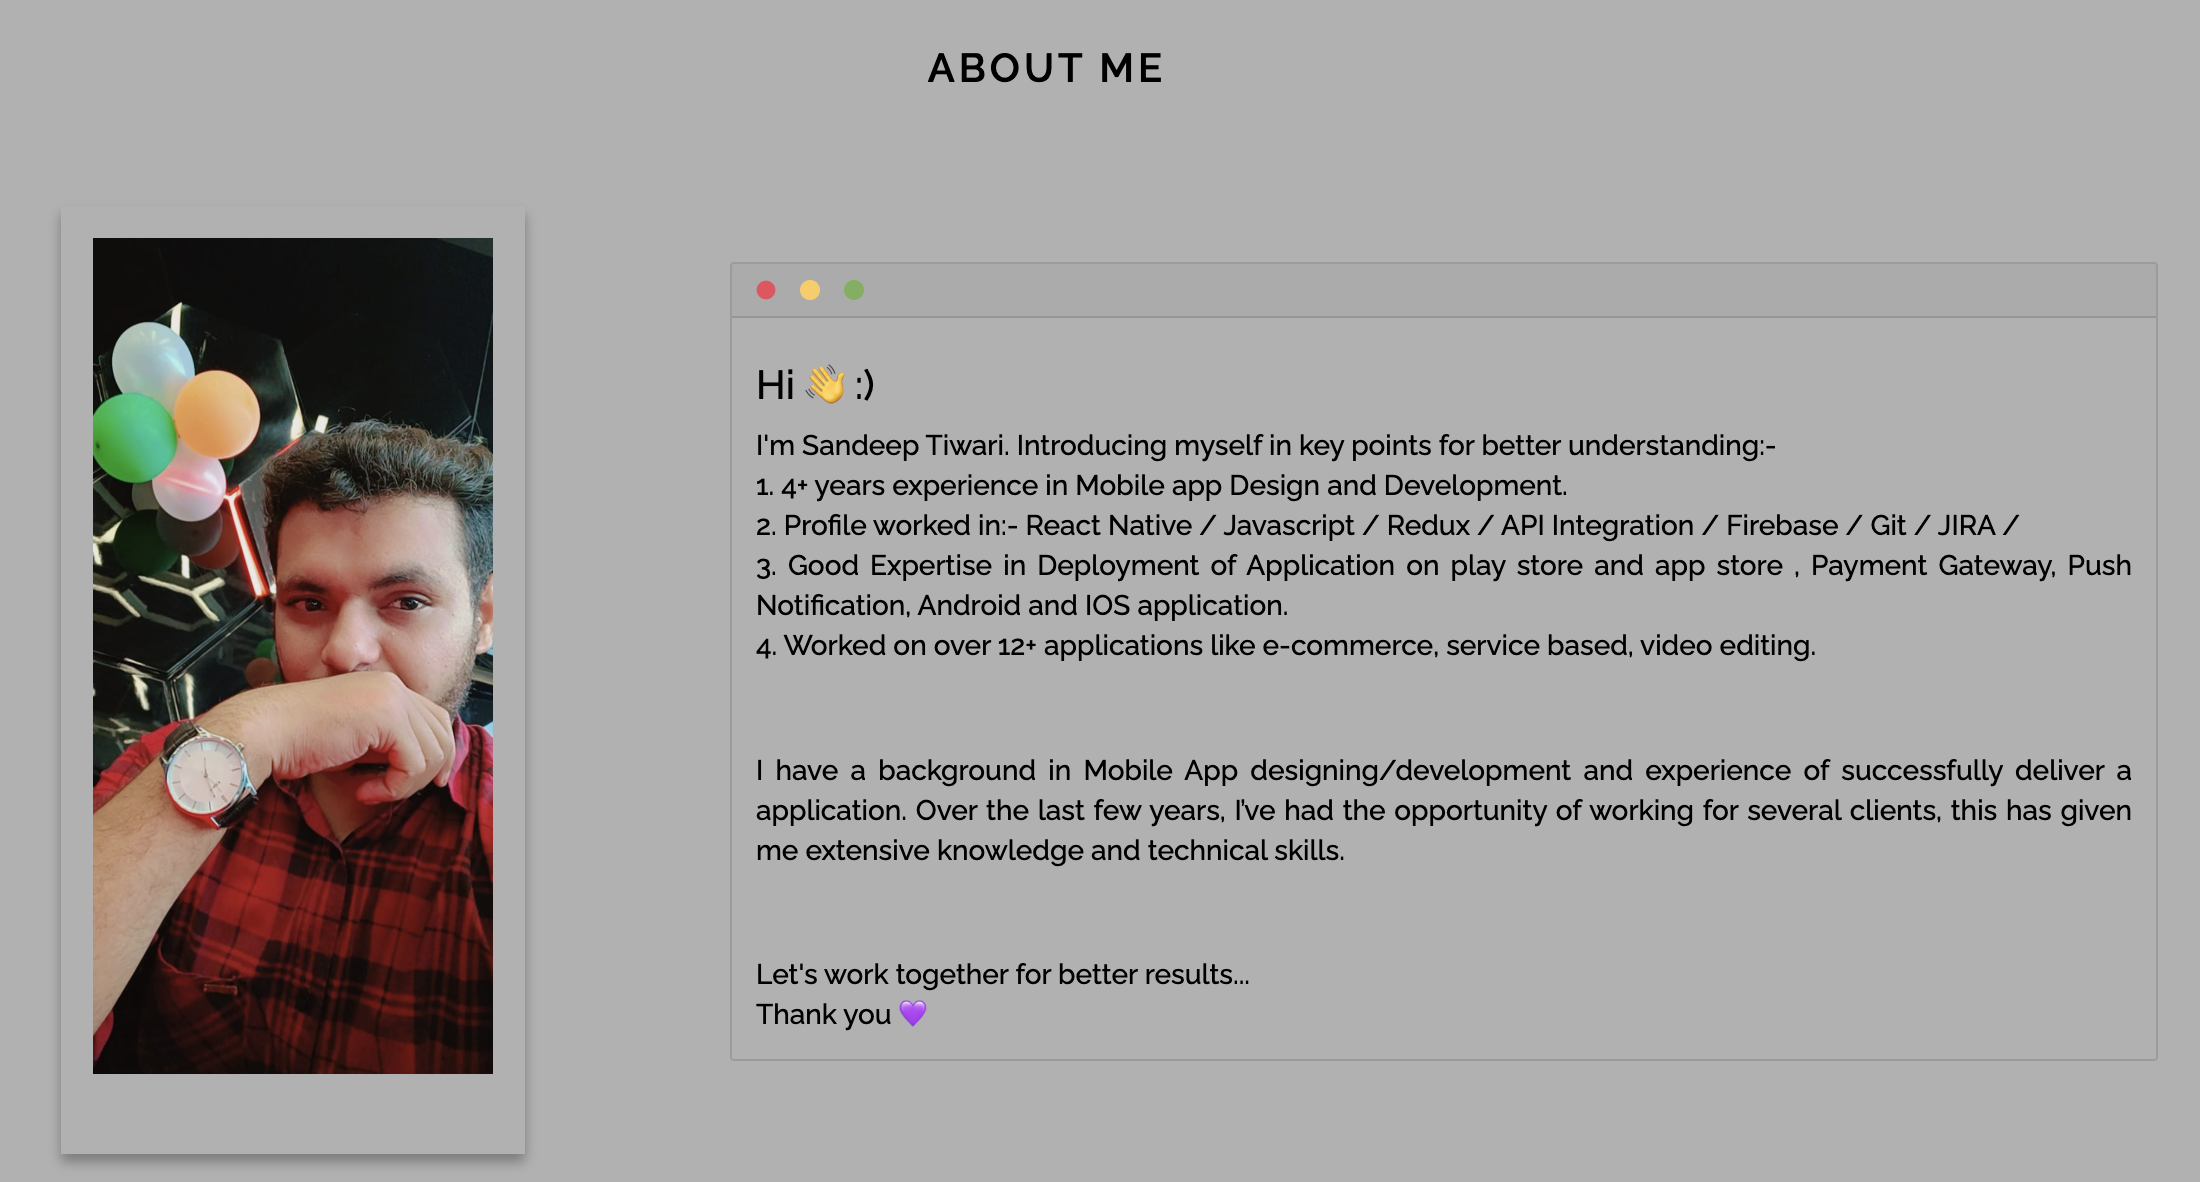 ABOUT ME
Hi 👋 :)
I'm Sandeep Tiwari. Introducing myself in key points for better understanding:-
1. 4+ years experience in Mobile app Design and Development.
2. Profile worked in:- React Native / Javascript / Redux / API Integration / Firebase / Git / JIRA /
3. Good Expertise in Deployment of Application on play store and app store , Payment Gateway, Push
Notification, Android and IOS application.
4. Worked on over 12+ applications like e-commerce, service based, video editing.
I have a background in Mobile App designing/development and experience of successfully deliver a
application. Over the last few years, I've had the opportunity of working for several clients, this has given
me extensive knowledge and technical skills.
Let's work together for better results...
Thank you 💜